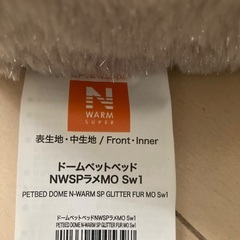 N
WARM
SUPER
表生地・中生地 / Front・Inner
ドームペットベッド
NWSPラメMO Sw1
PETBED DOME N-WARM SP GLITTER FUR MO Sw1
ドームペットベッドNWSPラメMO Sw1
PETBED DOME N-WARM SP GLITTER FUR MO Sw1